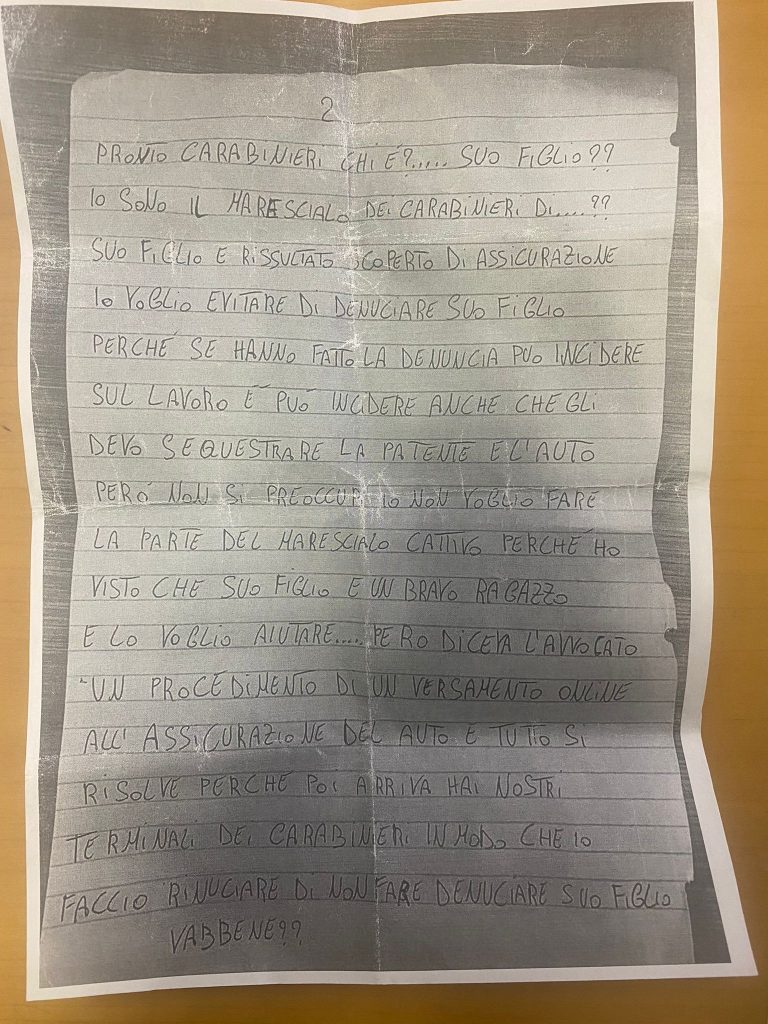 2
PRONTO CARABINIERI CHI É?..... SUO FIGLIO??
IO SONO IL MARESCIALO DEI CARABINIERI DI.....??
SUO FIGLIO E RISSULTATO SCOPERTO DI ASSICURAZIONE
IO VOGLIO EVITARE DI DENUCIARE SUO FIGLIO
PERCHÉ SE HANNO FATTO LA DENUNCIA PUO INCIDERE
SUL LAVORO É PUÓ INCIDERE ANCHE CHE GLI
DEVO SEQUESTRARE LA PATENTE E L'AUTO
PERÓ NON SI PREOCCUPI IO NON VOGLIO FARE
LA PARTE DEL MARESCIALO CATTIVO PERCHÉ HO
VISTO CHE SUO FIGLIO E UN BRAVO RAGAZZO
E LO VOGLIO AIUTARE.... PERO DICEVA L'AVVOCATO
UN PROCEDIMENTO DI UN VERSAMENTO ONLINE
ALL'ASSICURAZIONE DEL AUTO E TUTTO SI
RISOLVE PERCHE POI ARRIVA HAI NOSTRI
TERMINALI DEI CARABINIERI IN MODO CHE IO
FACCIO RINUCIARE DI NON FARE DENUCIARE SUO FIGLIO
VABBENE??